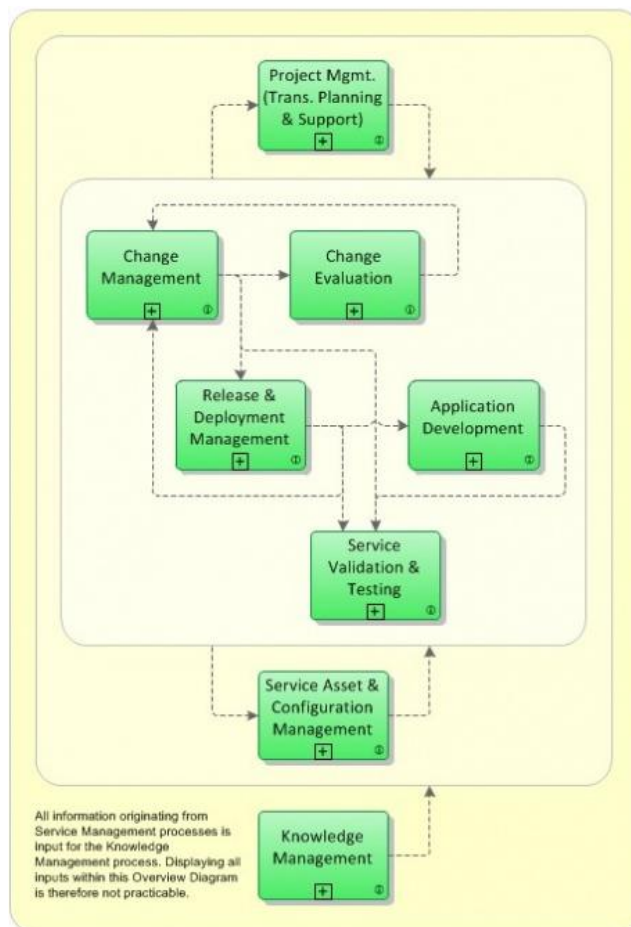 Project Mgmt.
(Trans. Planning
& Support)
Change
Management
Change
Evaluation
Release &
Deployment
Management
Application
Development
Service
Validation &
Testing
Service Asset &
Configuration
Management
All information originating from
Service Management processes is
input for the Knowledge
Management process. Displaying all
inputs within this Overview Diagram
is therefore not practicable.
Knowledge
Management